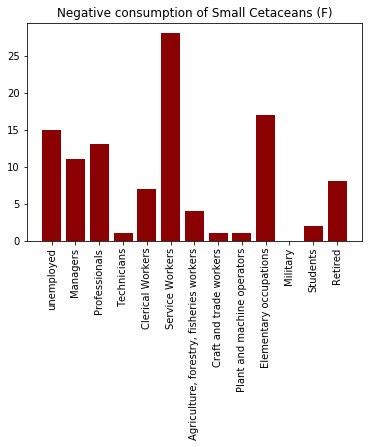 Negative consumption of Small Cetaceans (F)
25
20
15
10
5
0
unemployed
Managers
Professionals
Technicians
Clerical Workers
Service Workers
Agriculture, forestry, fisheries workers
Craft and trade workers
Plant and machine operators
Elementary occupations
Military
Students
Retired